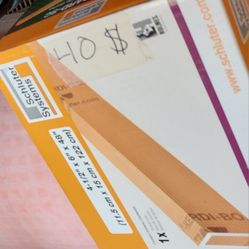 40 $
Schluter
Systems
www.schluter.com
4-1/2" x 6" x 48"
(11,5 cm x 15 cm x 122 cm)
1x